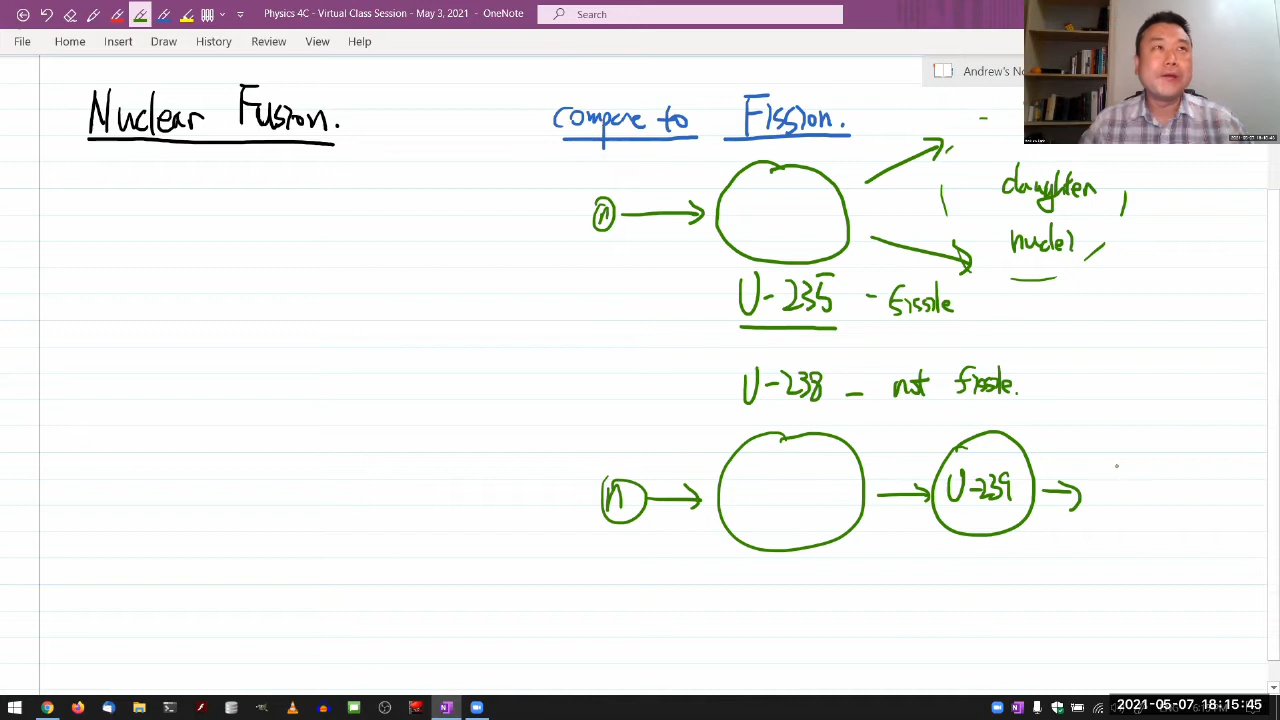 Physics 4C - Virtual Class Session - May 3, 2021 - OneNote
Search
File Home Insert Draw History Review View Help
Andrew's No
Nuclear Fusion.
compare to Fission.
n
daughter
nuclei
U-235 - fissile
U-238 - not fissle.
n
U-239
2021-05-07 18:15:45